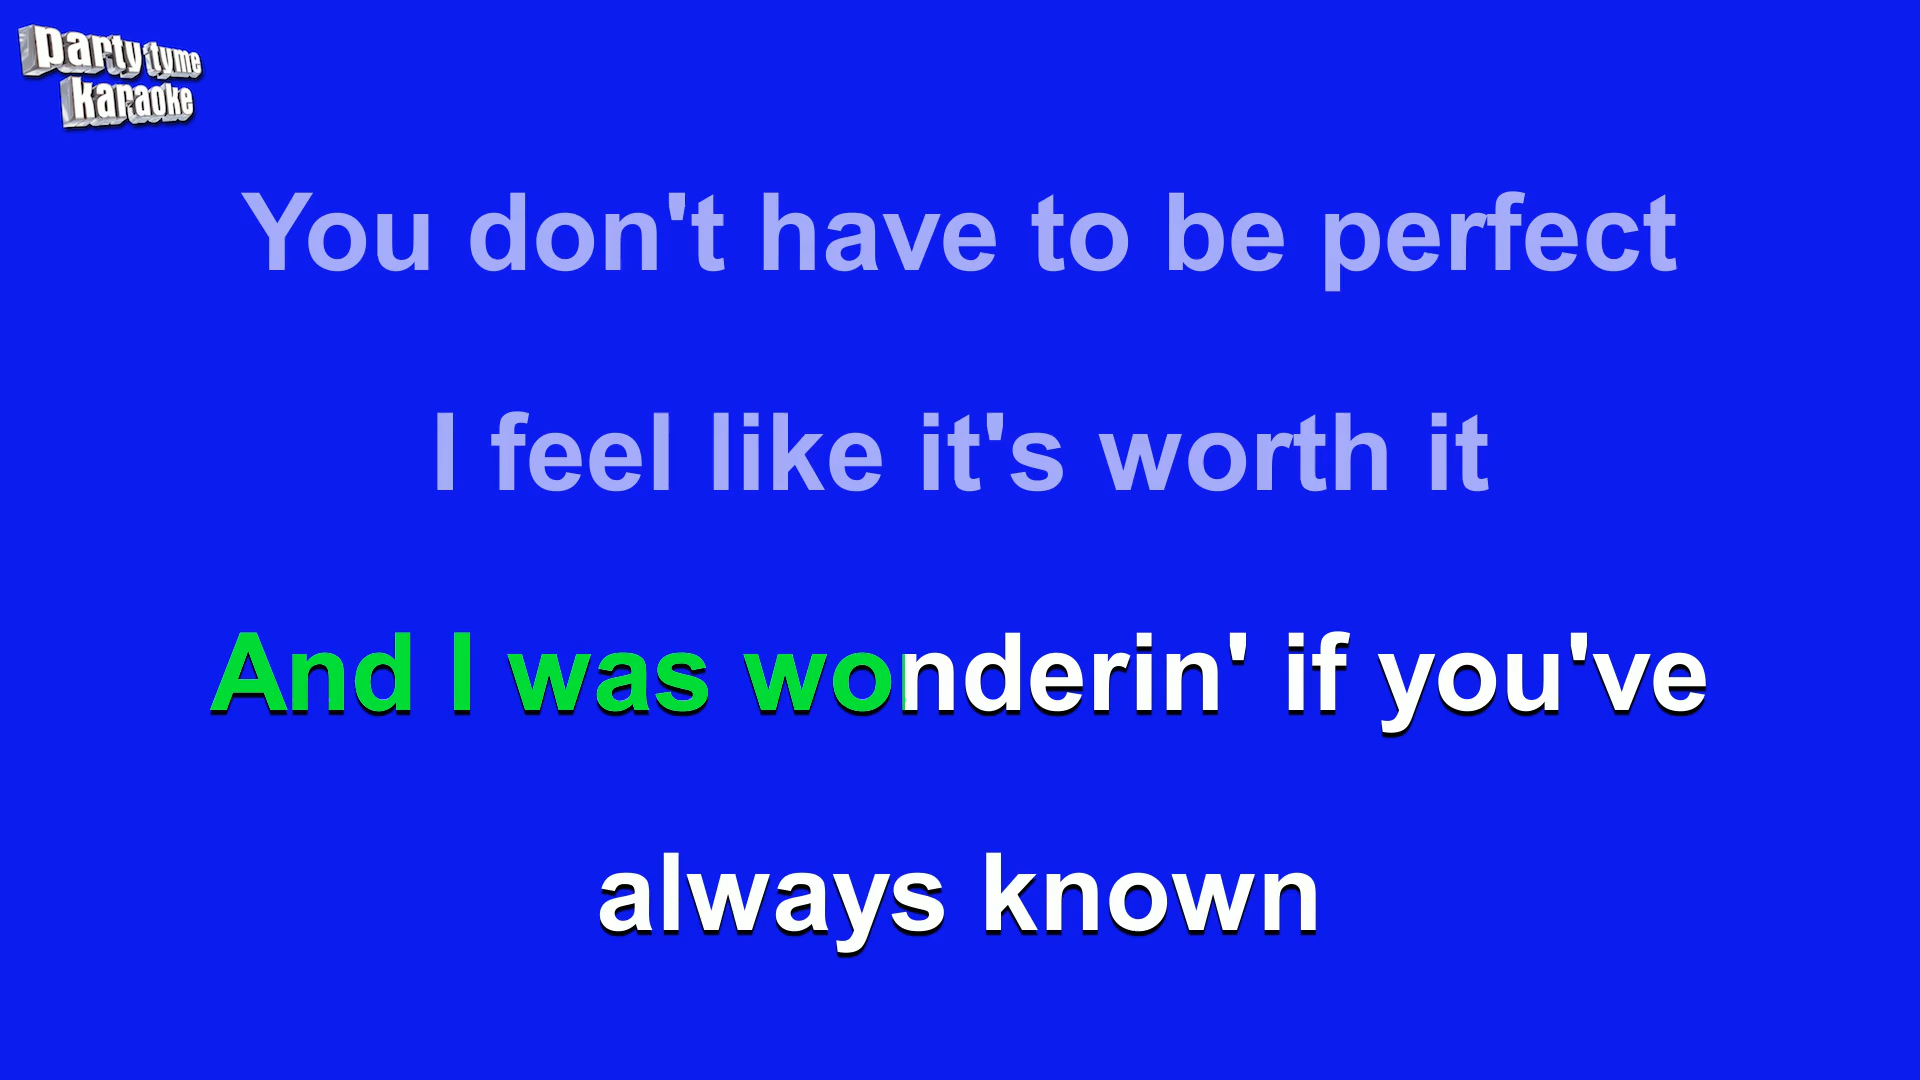 party tyme
karaoke
You don't have to be perfect
I feel like it's worth it
And I was wonderin' if you've
always known